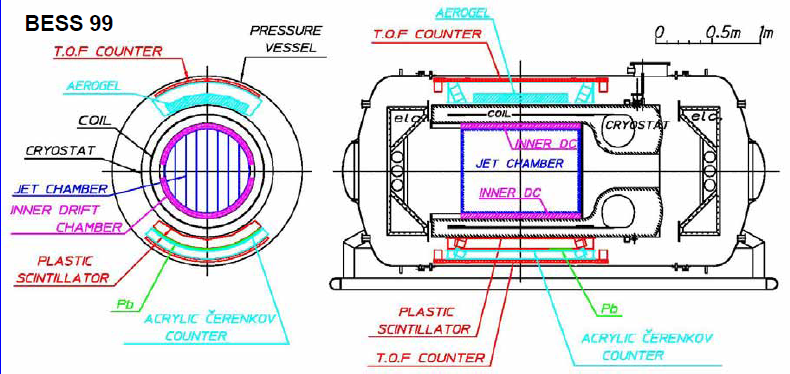 BESS 99
PRESSURE
VESSEL
T.O.F COUNTER
AEROGEL
COIL
CRYOSTAT
JET CHAMBER
INNER DRIFT
CHAMBER
PLASTIC
SCINTILLATOR
Pb
ACRYLIC ČERENKOV
COUNTER
AEROGEL
T.O.F COUNTER
0 0.5m 1m
elc.
COIL
CRYOSTAT
elc.
INNER DC
JET CHAMBER
INNER DC
PLASTIC
SCINTILLATOR
Pb
ACRYLIC ČERENKOV
COUNTER
T.O.F COUNTER